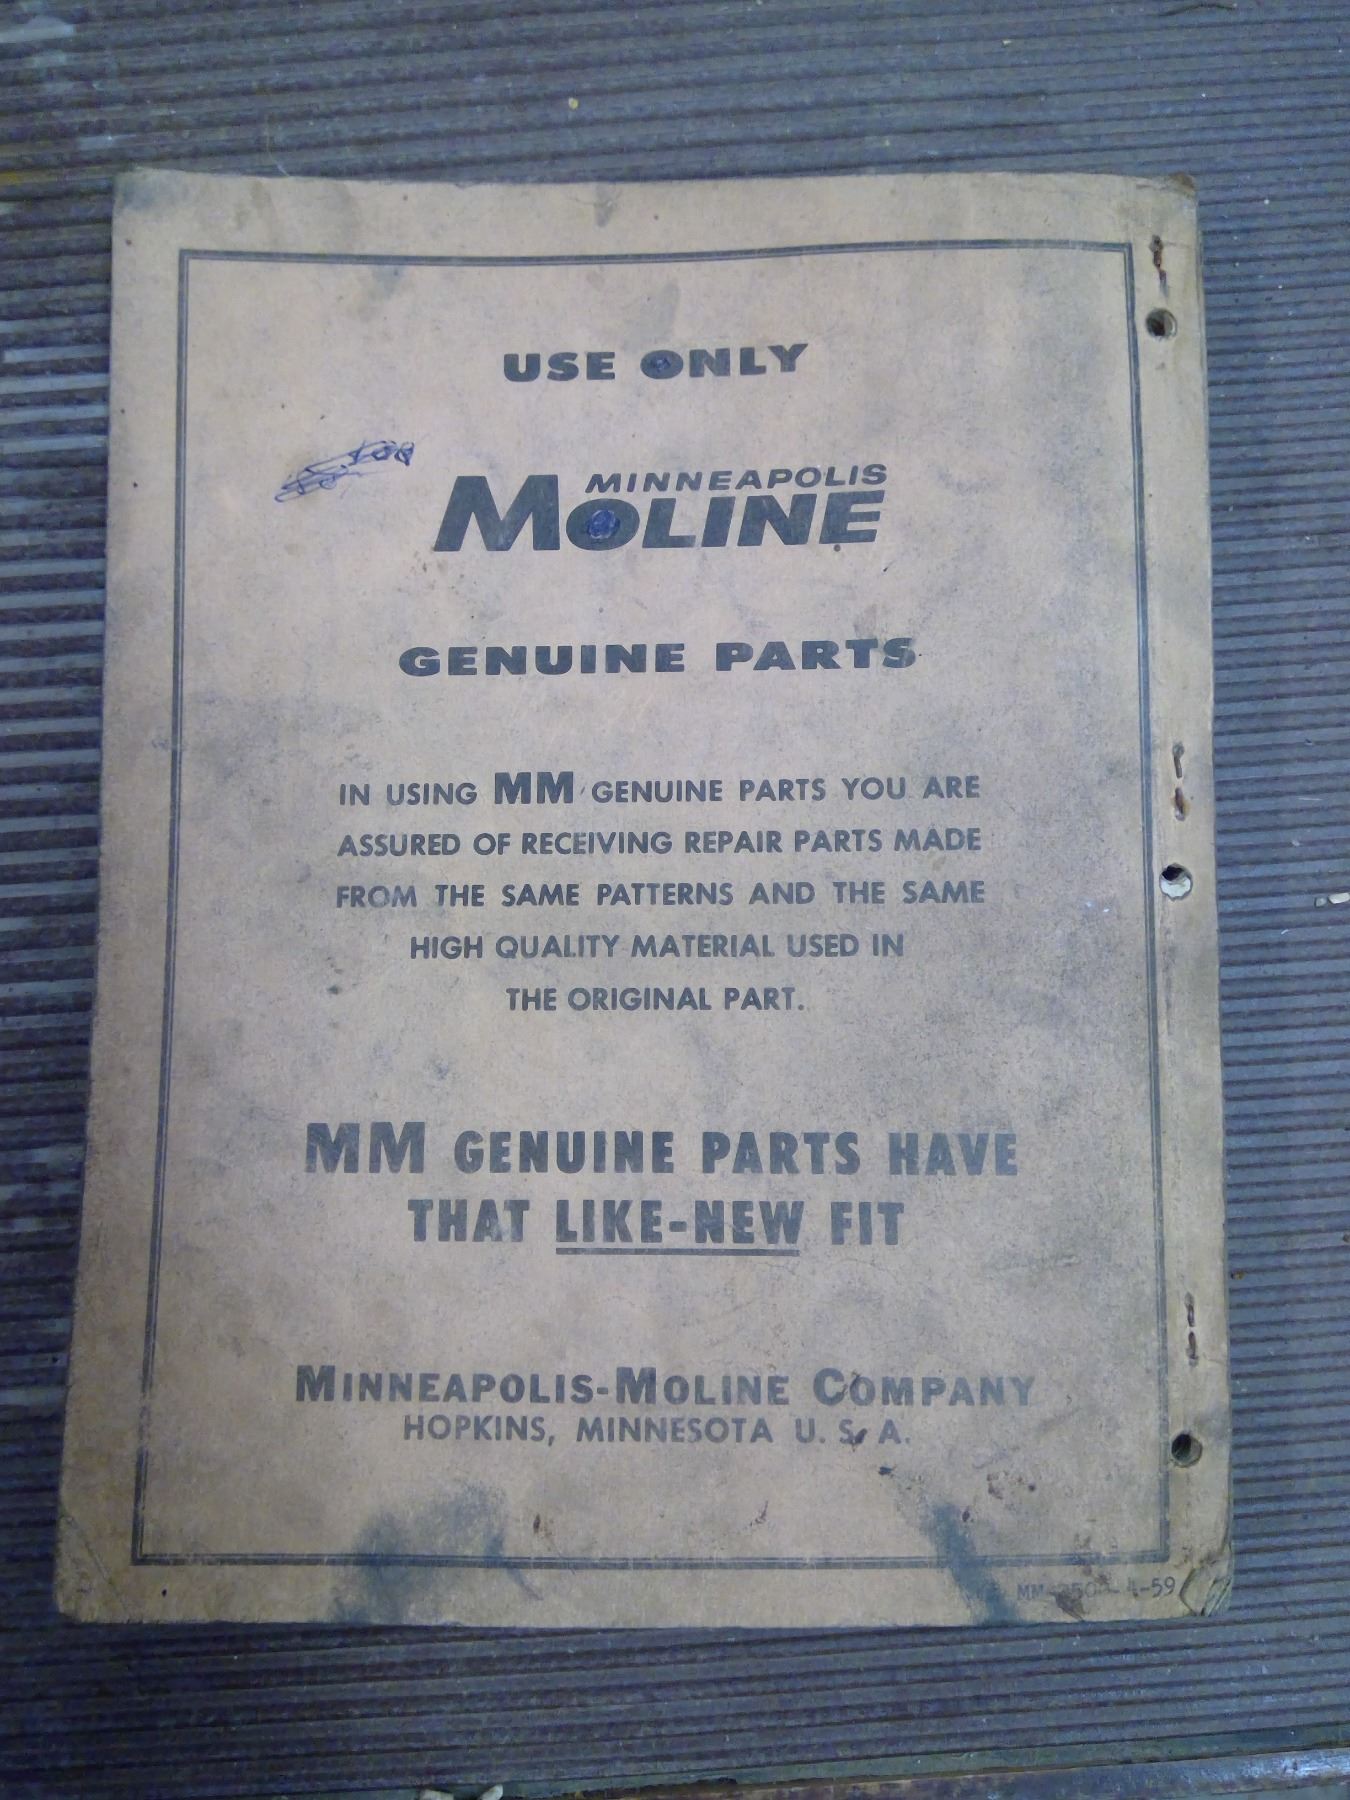 USE ONLY
MINNEAPOLIS
MOLINE
GENUINE PARTS
IN USING MM GENUINE PARTS YOU ARE
ASSURED OF RECEIVING REPAIR PARTS MADE
FROM THE SAME PATTERNS AND THE SAME
HIGH QUALITY MATERIAL USED IN
THE ORIGINAL PART.
MM GENUINE PARTS HAVE
THAT LIKE-NEW FIT
MINNEAPOLIS-MOLINE COMPANY
HOPKINS, MINNESOTA U. S. A.